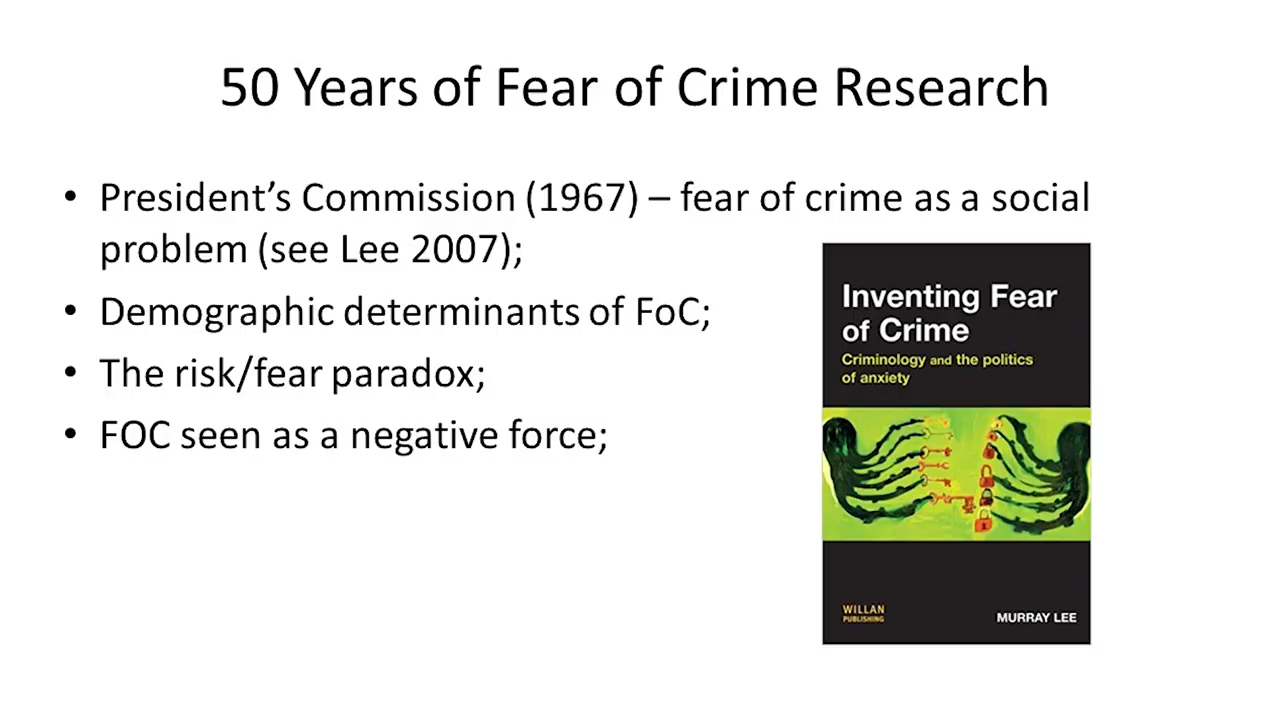 50 Years of Fear of Crime Research
• President’s Commission (1967) – fear of crime as a social
problem (see Lee 2007);
• Demographic determinants of FoC;
• The risk/fear paradox;
• FOC seen as a negative force;
Inventing Fear
of Crime
Criminology and the politics
of anxiety
WILLAN
PUBLISHING
MURRAY LEE